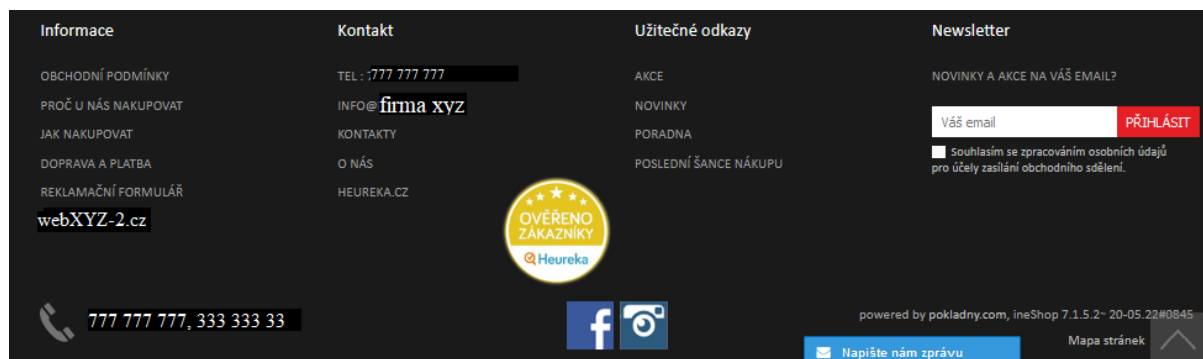 Informace
OBCHODNÍ PODMÍNKY
PROČ U NÁS NAKUPOVAT
JAK NAKUPOVAT
DOPRAVA A PLATBA
REKLAMAČNÍ FORMULÁŘ
webXYZ-2.cz
Kontakt
TEL : 777 777 777
INFO@firma xyz
KONTAKTY
O NÁS
HEUREKA.CZ
OVĚŘENO
ZÁKAZNÍKY
Heureka
Užitečné odkazy
AKCE
NOVINKY
PORADNA
POSLEDNÍ ŠANCE NÁKUPU
Newsletter
NOVINKY A AKCE NA VÁŠ EMAIL?
Váš email
PŘIHLÁSIT
Souhlasím se zpracováním osobních údajů
pro účely zasílání obchodního sdělení.
777 777 777, 333 333 33
f
powered by pokladny.com, ineShop 7.1.5.2~ 20-05.22#0845
Mapa stránek
Napište nám zprávu